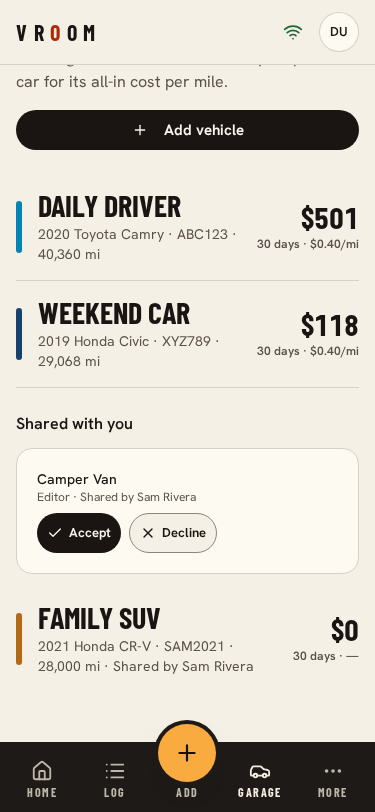 VROOM
DU
car for its all-in cost per mile.
Add vehicle
DAILY DRIVER
$501
2020 Toyota Camry · ABC123 ·
40,360 mi
30 days · $0.40/mi
WEEKEND CAR
$118
2019 Honda Civic · XYZ789 ·
29,068 mi
30 days · $0.40/mi
Shared with you
Camper Van
Editor · Shared by Sam Rivera
Accept
Decline
FAMILY SUV
$0
2021 Honda CR-V · SAM2021 ·
28,000 mi · Shared by Sam Rivera
30 days · —
HOME
LOG
ADD
GARAGE
MORE